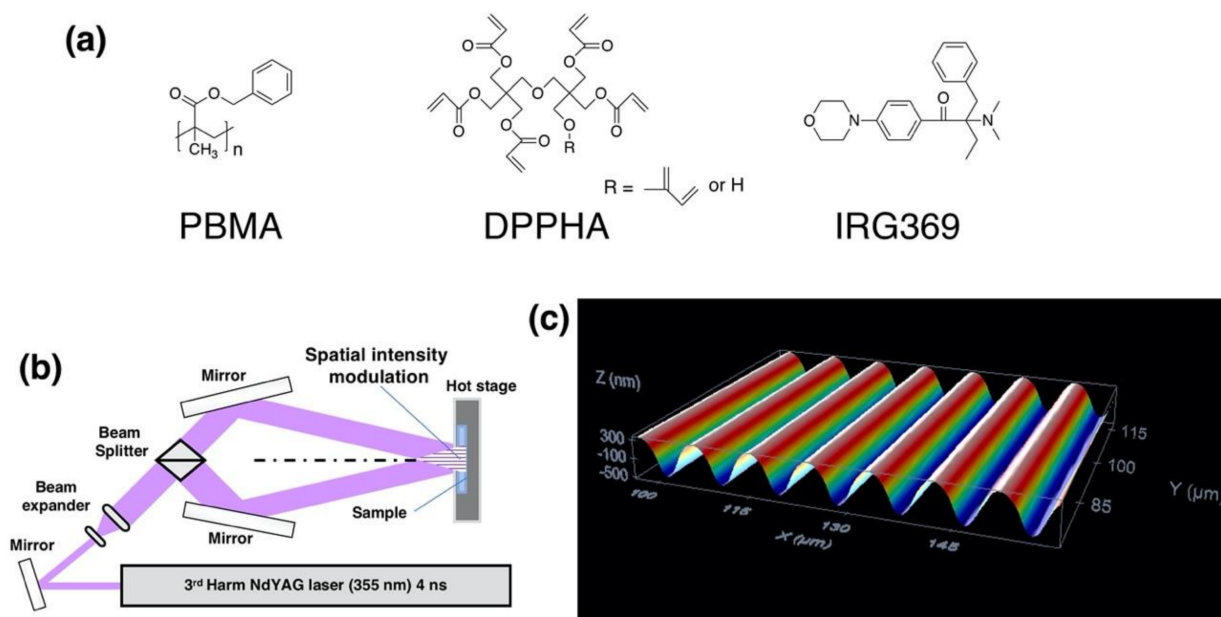 (a)
O
O
CH₃
n
O
O
O
O
O
O
O
O
O
O
O
O
O
R
R =
or H
O
N
O
N
PBMA
DPPHA
IRG369
(b)
Mirror
Spatial intensity
modulation
Hot stage
Beam
Splitter
Beam
expander
Mirror
Mirror
Sample
3rd Harm NdYAG laser (355 nm) 4 ns
(c)
Z (nm)
300
-100
-500
100
115
130
145
X (µm)
115
100
85
Y (µm)